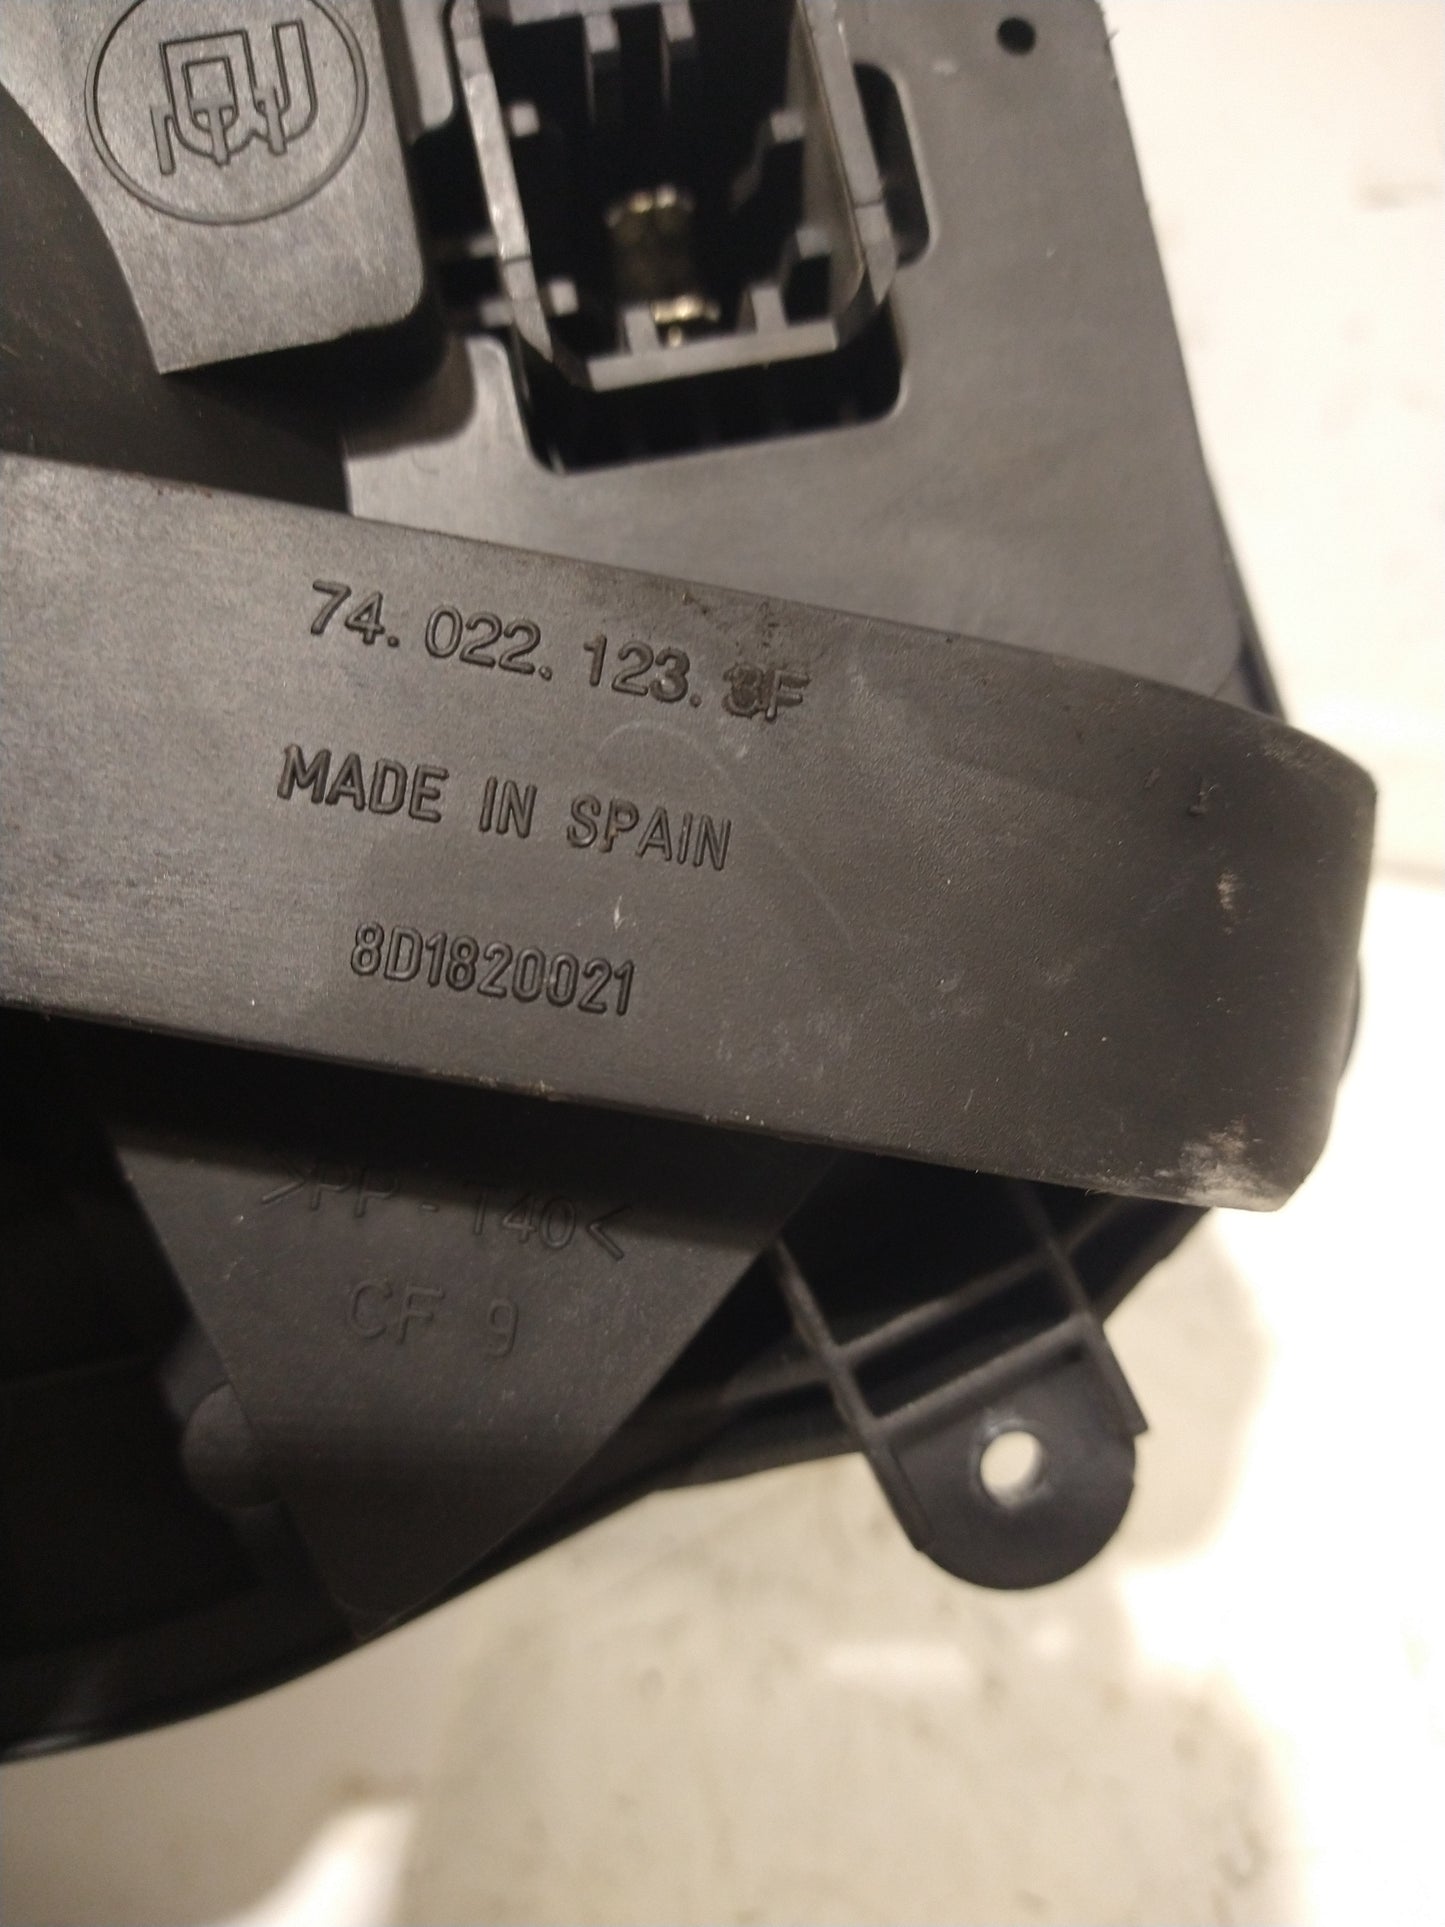 74.022.123.3F
MADE IN SPAIN
8D1820021
>PP-T40<
CF 9